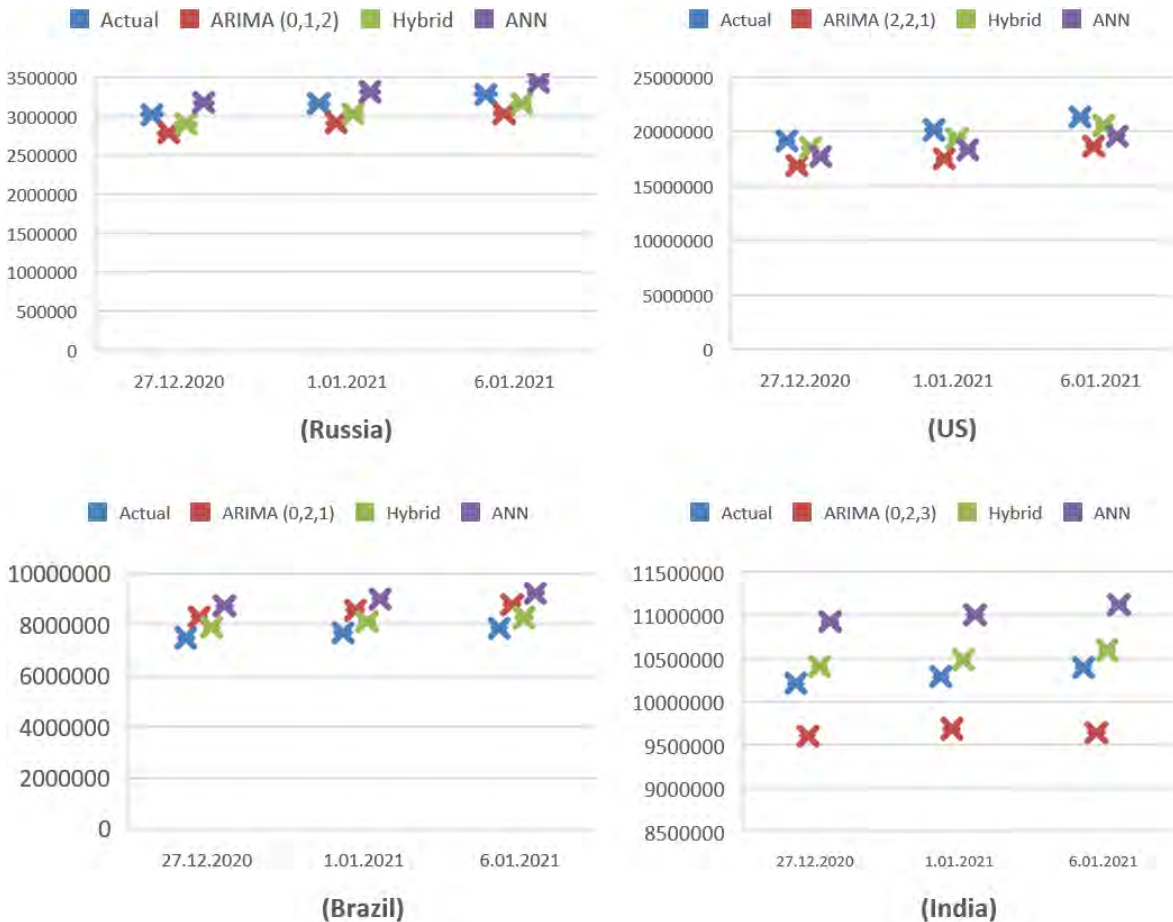 Actual ARIMA (0,1,2) Hybrid ANN
3500000
3000000
2500000
2000000
1500000
1000000
500000
0
27.12.2020 1.01.2021 6.01.2021
(Russia)
Actual ARIMA (2,2,1) Hybrid ANN
25000000
20000000
15000000
10000000
5000000
0
27.12.2020 1.01.2021 6.01.2021
(US)
Actual ARIMA (0,2,1) Hybrid ANN
10000000
8000000
6000000
4000000
2000000
0
27.12.2020 1.01.2021 6.01.2021
(Brazil)
Actual ARIMA (0,2,3) Hybrid ANN
11500000
11000000
10500000
10000000
9500000
9000000
8500000
27.12.2020 1.01.2021 6.01.2021
(India)